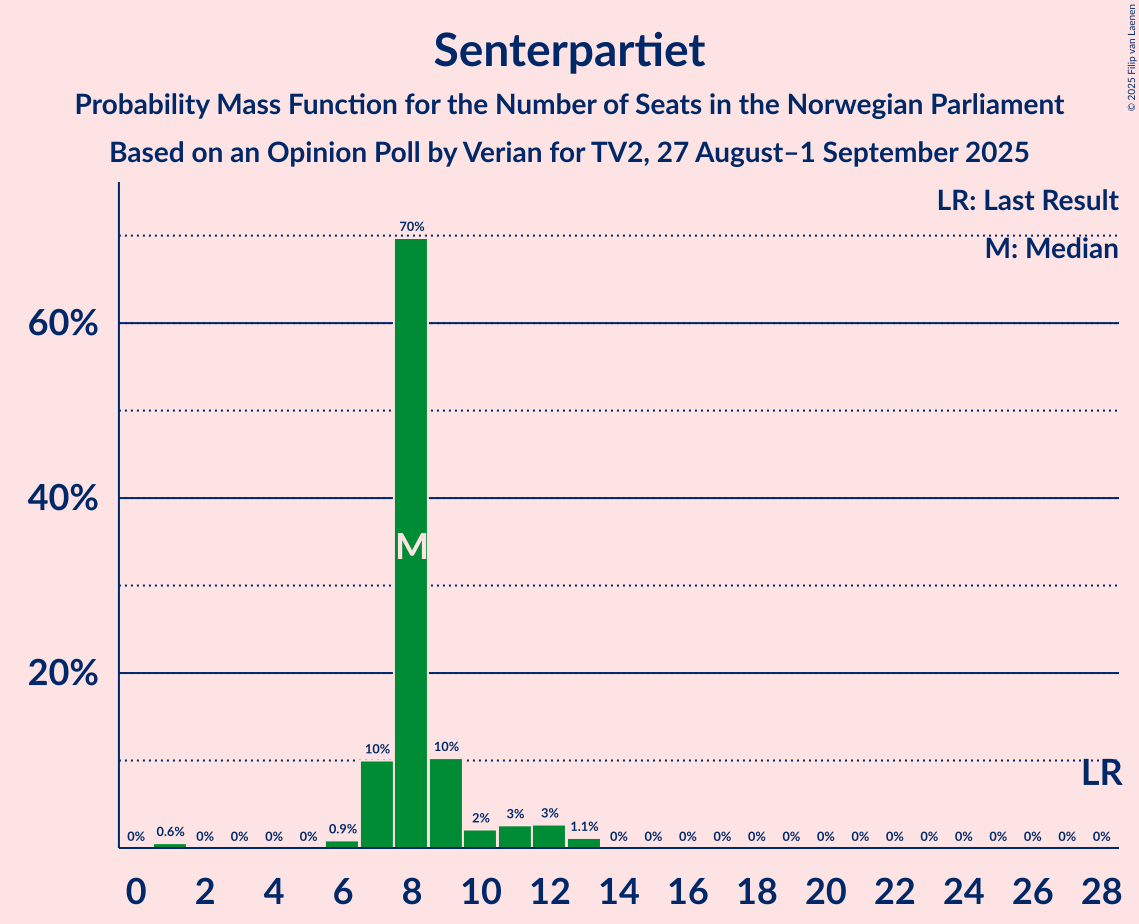 Senterpartiet
Probability Mass Function for the Number of Seats in the Norwegian Parliament
Based on an Opinion Poll by Verian for TV2, 27 August–1 September 2025
© 2025 Filip van Laenen
LR: Last Result
M: Median
60%
40%
20%
0% 0.6% 0% 0% 0% 0% 0.9% 10% 70% 10% 2% 3% 3% 1.1% 0% 0% 0% 0% 0% 0% 0% 0% 0% 0% 0% 0% 0% 0% 0%
M
LR
0 2 4 6 8 10 12 14 16 18 20 22 24 26 28